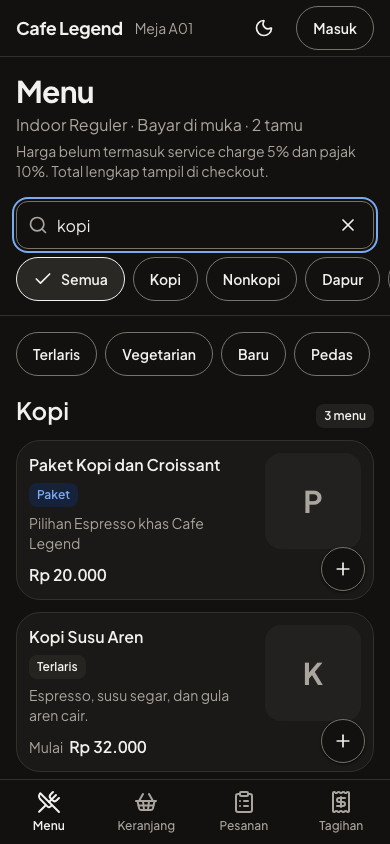 Cafe Legend Meja A01 Masuk
Menu
Indoor Reguler · Bayar di muka · 2 tamu
Harga belum termasuk service charge 5% dan pajak
10%. Total lengkap tampil di checkout.
kopi
Semua Kopi Nonkopi Dapur
Terlaris Vegetarian Baru Pedas
Kopi 3 menu
Paket Kopi dan Croissant
Paket
P
Pilihan Espresso khas Cafe
Legend
Rp 20.000
Kopi Susu Aren
Terlaris
K
Espresso, susu segar, dan gula
aren cair.
Mulai Rp 32.000
Menu Keranjang Pesanan Tagihan